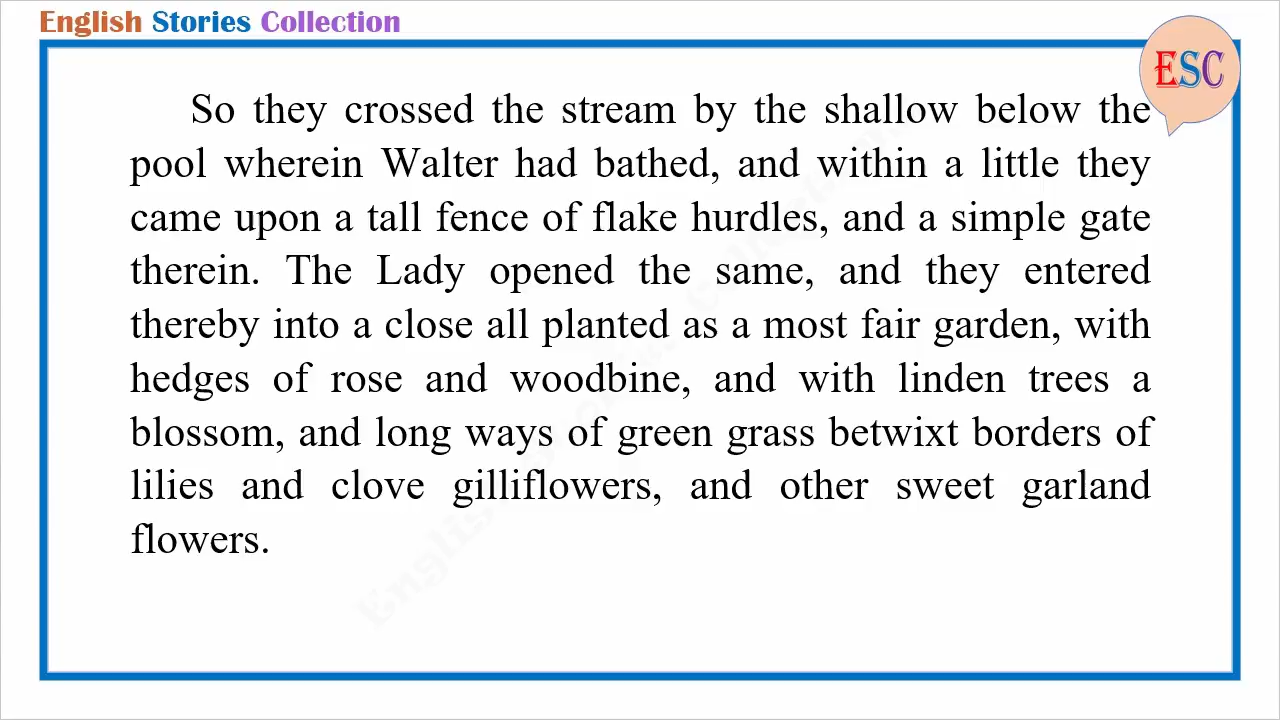 English Stories Collection
ESC
So they crossed the stream by the shallow below the
pool wherein Walter had bathed, and within a little they
came upon a tall fence of flake hurdles, and a simple gate
therein. The Lady opened the same, and they entered
thereby into a close all planted as a most fair garden, with
hedges of rose and woodbine, and with linden trees a
blossom, and long ways of green grass betwixt borders of
lilies and clove gilliflowers, and other sweet garland
flowers.